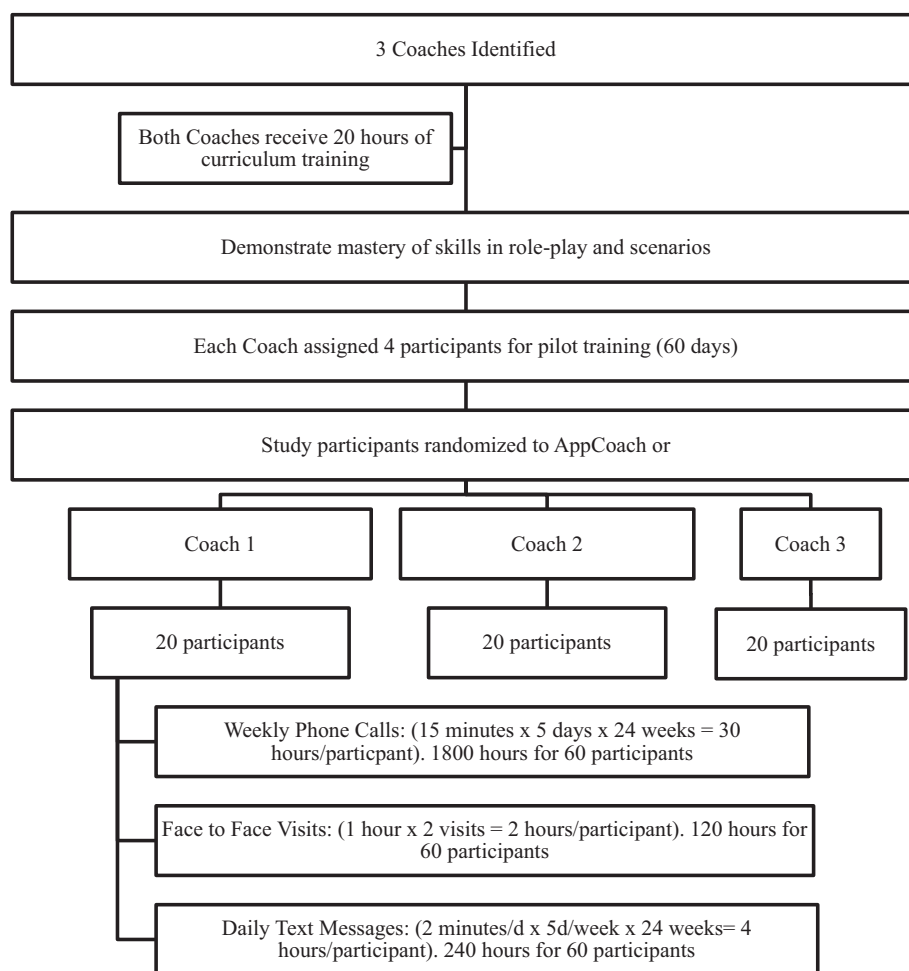 3 Coaches Identified
Both Coaches receive 20 hours of
curriculum training
Demonstrate mastery of skills in role-play and scenarios
Each Coach assigned 4 participants for pilot training (60 days)
Study participants randomized to AppCoach or
Coach 1
Coach 2
Coach 3
20 participants
20 participants
20 participants
Weekly Phone Calls: (15 minutes x 5 days x 24 weeks = 30
hours/particpant). 1800 hours for 60 participants
Face to Face Visits: (1 hour x 2 visits = 2 hours/participant). 120 hours for
60 participants
Daily Text Messages: (2 minutes/d x 5d/week x 24 weeks= 4
hours/participant). 240 hours for 60 participants